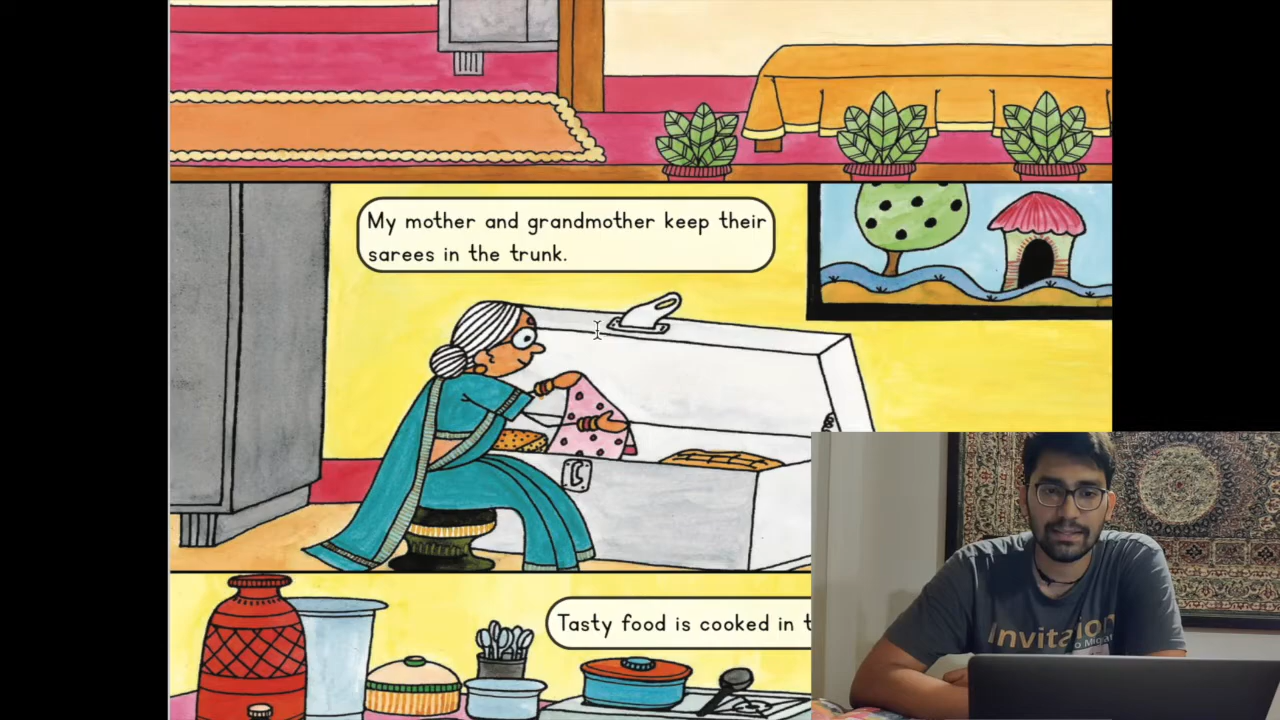 My mother and grandmother keep their
sarees in the trunk.
Tasty food is cooked in
Invitation